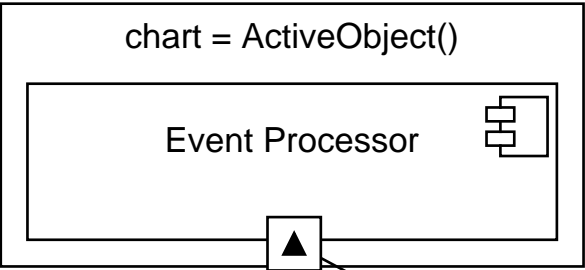 chart = ActiveObject()
Event Processor